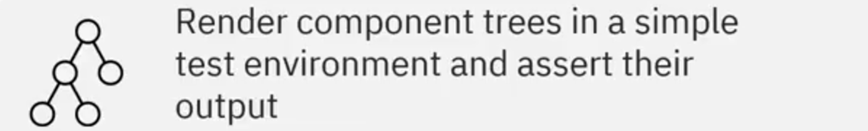 Render component trees in a simple
test environment and assert their
output